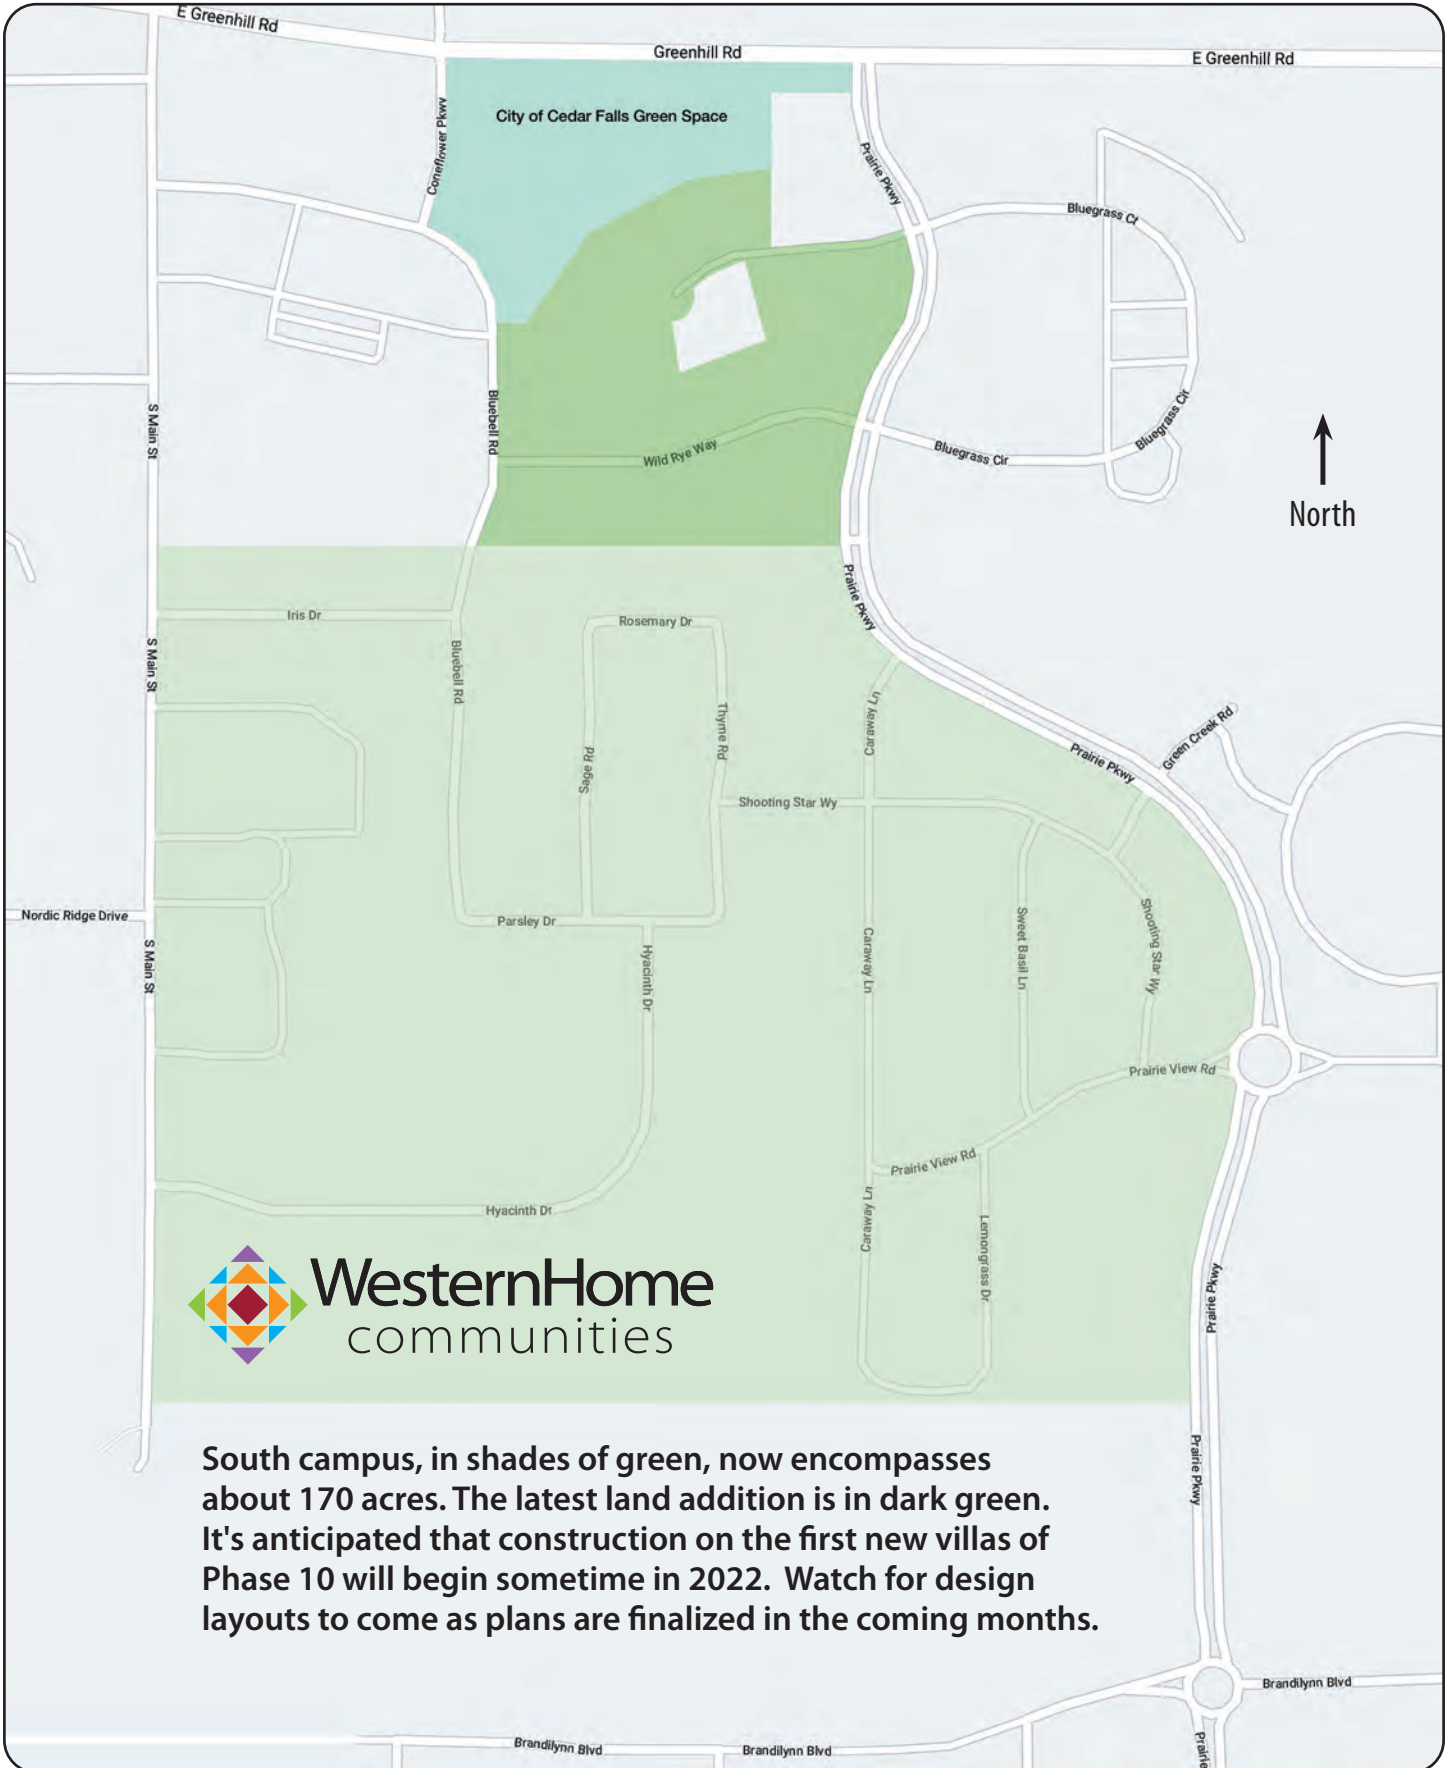 E Greenhill Rd
Greenhill Rd
E Greenhill Rd
City of Cedar Falls Green Space
Coneflower Pkwy
Prairie Pkwy
Bluegrass Ct
S Main St
Bluebell Rd
Wild Rye Way
Bluegrass Cir
Bluegrass Cir
North
Prairie Pkwy
Iris Dr
Rosemary Dr
S Main St
Bluebell Rd
Thyme Rd
Caraway Ln
Sage Rd
Green Creek Rd
Prairie Pkwy
Shooting Star Wy
Nordic Ridge Drive
Parsley Dr
S Main St
Hyacinth Dr
Caraway Ln
Sweet Basil Ln
Shooting Star Wy
Prairie View Rd
Prairie View Rd
Hyacinth Dr
Caraway Ln
Lemongrass Dr
Prairie Pkwy
WesternHome
communities
South campus, in shades of green, now encompasses
about 170 acres. The latest land addition is in dark green.
It's anticipated that construction on the first new villas of
Phase 10 will begin sometime in 2022. Watch for design
layouts to come as plans are finalized in the coming months.
Prairie Pkwy
Brandilynn Blvd
Brandilynn Blvd
Brandilynn Blvd
Prairie